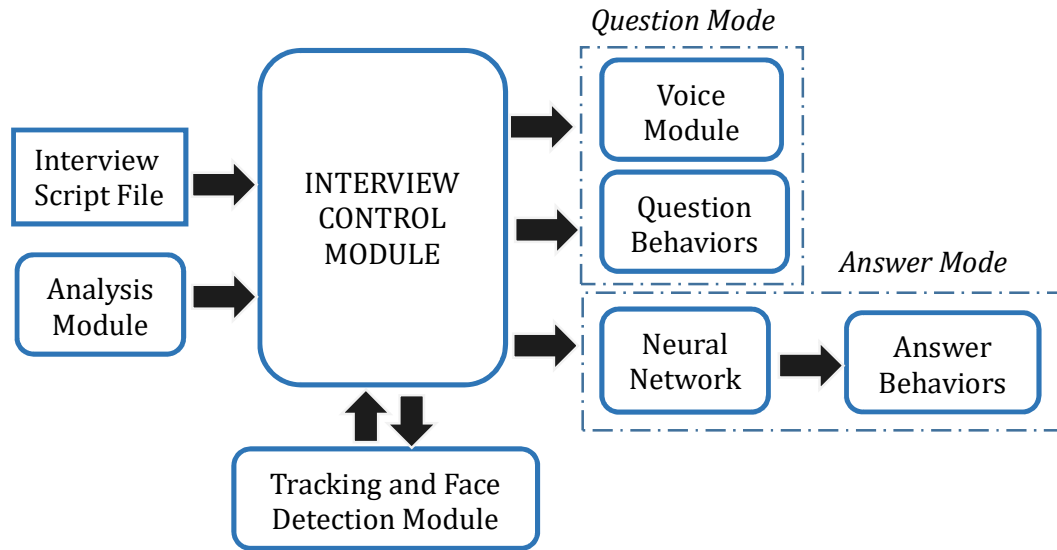 Question Mode
Voice
Module
Interview
Script File
INTERVIEW
CONTROL
MODULE
Question
Behaviors
Analysis
Module
Answer Mode
Neural
Network
Answer
Behaviors
Tracking and Face
Detection Module